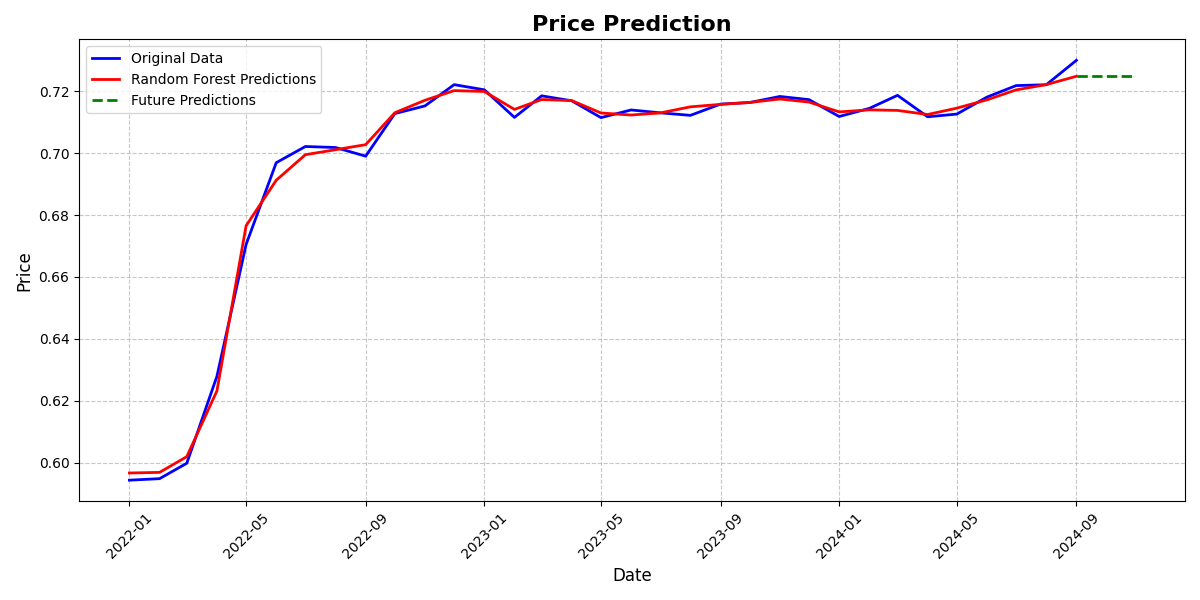 Price Prediction
Original Data
Random Forest Predictions
Future Predictions
Price
0.72
0.70
0.68
0.66
0.64
0.62
0.60
2022-01
2022-05
2022-09
2023-01
2023-05
2023-09
2024-01
2024-05
2024-09
Date